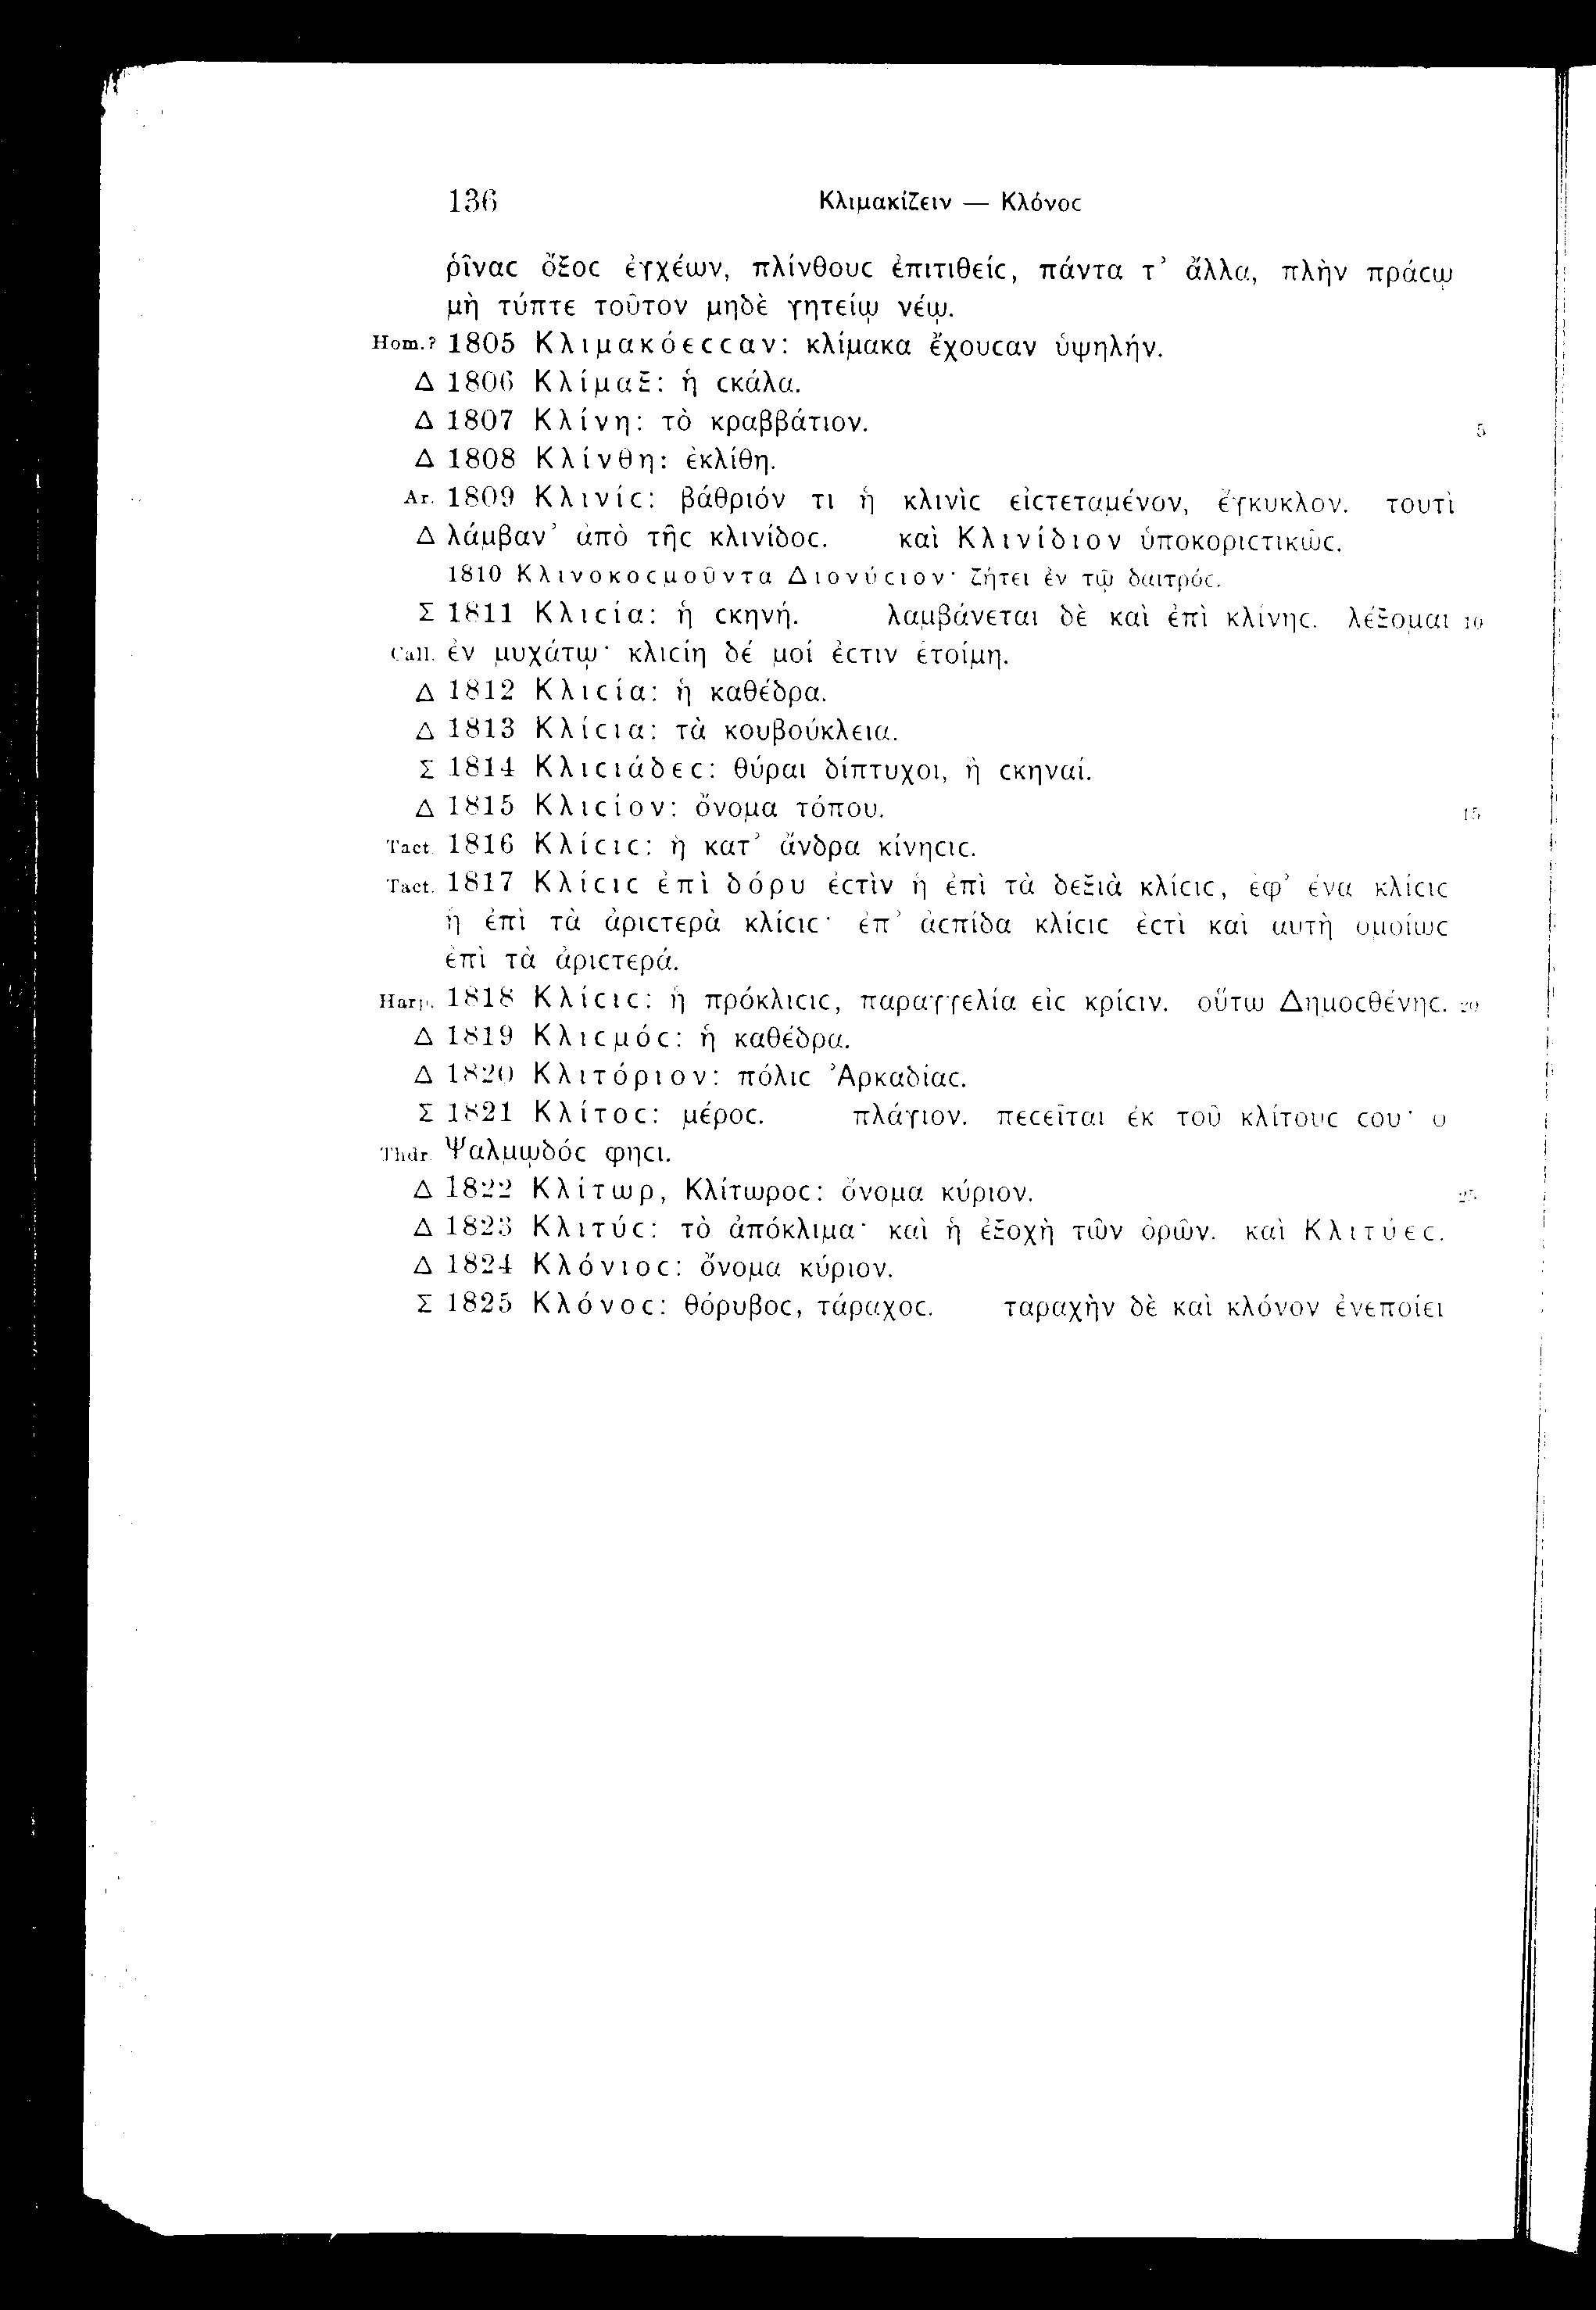 136 Κλιμακίζειν — Κλόνοϲ
ῥῖναϲ ὄξοϲ ἐγχέων, πλίνθουϲ ἐπιτιθείϲ, πάντα τ’ ἄλλα, πλὴν πράϲῳ
μὴ τύπτε τοῦτον μηδὲ γητείῳ νέῳ.
Hom.? 1805 Κλιμακόεϲϲαν: κλίμακα ἔχουϲαν ὑψηλήν.
Δ 1806 Κλίμαξ: ἡ ϲκάλα.
Δ 1807 Κλίνη: τὸ κραββάτιον. 5
Δ 1808 Κλίνθη: ἐκλίθη.
Ar. 1809 Κλινίϲ: βάθριόν τι ἡ κλινὶϲ εἰϲτεταμένον, ἔγκυκλον. τουτὶ
Δ λάμβαν’ ἀπὸ τῆϲ κλινίδοϲ. καὶ Κλινίδιον ὑποκοριϲτικῶϲ.
1810 Κλινοκοϲμοῦντα Διονύϲιον· ζήτει ἐν τῷ δαιτρόϲ.
Σ 1811 Κλιϲία: ἡ ϲκηνή. λαμβάνεται δὲ καὶ ἐπὶ κλίνηϲ. λέξομαι 10
Call. ἐν μυχάτῳ· κλιϲίη δέ μοί ἐϲτιν ἑτοίμη.
Δ 1812 Κλιϲία: ἡ καθέδρα.
Δ 1813 Κλίϲια: τὰ κουβούκλεια.
Σ 1814 Κλιϲιάδεϲ: θύραι δίπτυχοι, ἢ ϲκηναί.
Δ 1815 Κλιϲίον: ὄνομα τόπου. 15
Tact. 1816 Κλίϲιϲ: ἡ κατ’ ἄνδρα κίνηϲιϲ.
Tact. 1817 Κλίϲιϲ ἐπὶ δόρυ ἐϲτὶν ἡ ἐπὶ τὰ δεξιὰ κλίϲιϲ, ἐφ’ ἕνα κλίϲιϲ
ἡ ἐπὶ τὰ ἀριϲτερὰ κλίϲιϲ· ἐπ’ ἀϲπίδα κλίϲιϲ ἐϲτὶ καὶ αὐτὴ ὁμοίωϲ
ἐπὶ τὰ ἀριϲτερά.
Harp. 1818 Κλίϲιϲ: ἡ πρόκλιϲιϲ, παραγγελία εἰϲ κρίϲιν. οὕτω Δημοϲθένηϲ. 20
Δ 1819 Κλιϲμόϲ: ἡ καθέδρα.
Δ 1820 Κλιτόριον: πόλιϲ Ἀρκαδίαϲ.
Σ 1821 Κλίτοϲ: μέροϲ. πλάγιον. πεϲεῖται ἐκ τοῦ κλίτουϲ ϲου· ὁ
Thdr. Ψαλμῳδόϲ φηϲι.
Δ 1822 Κλίτωρ, Κλίτωροϲ: ὄνομα κύριον. 25
Δ 1823 Κλιτύϲ: τὸ ἀπόκλιμα· καὶ ἡ ἐξοχὴ τῶν ὀρῶν. καὶ Κλιτύεϲ.
Δ 1824 Κλόνιοϲ: ὄνομα κύριον.
Σ 1825 Κλόνοϲ: θόρυβοϲ, τάραχοϲ. ταραχὴν δὲ καὶ κλόνον ἐνεποίει